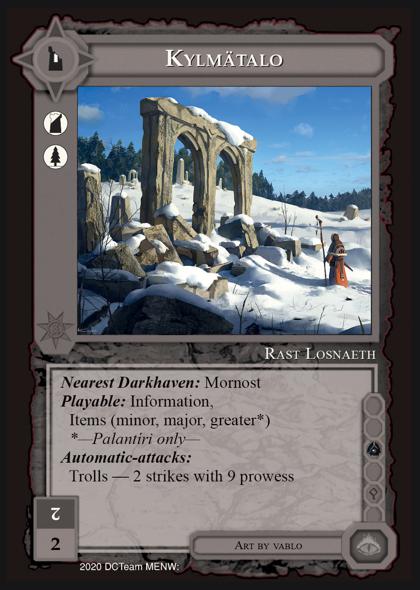 Kylmätalo
Rast Losnaeth
Nearest Darkhaven: Mornost
Playable: Information,
Items (minor, major, greater*)
*—Palantíri only—
Automatic-attacks:
Trolls — 2 strikes with 9 prowess
2
2
Art by vablo
2020 DCTeam MENW: